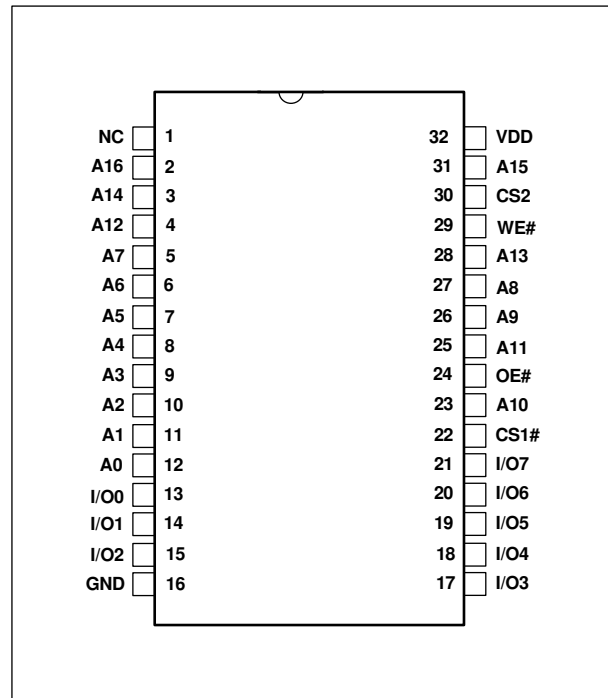 NC 1 32 VDD
A16 2 31 A15
A14 3 30 CS2
A12 4 29 WE#
A7 5 28 A13
A6 6 27 A8
A5 7 26 A9
A4 8 25 A11
A3 9 24 OE#
A2 10 23 A10
A1 11 22 CS1#
A0 12 21 I/O7
I/O0 13 20 I/O6
I/O1 14 19 I/O5
I/O2 15 18 I/O4
GND 16 17 I/O3